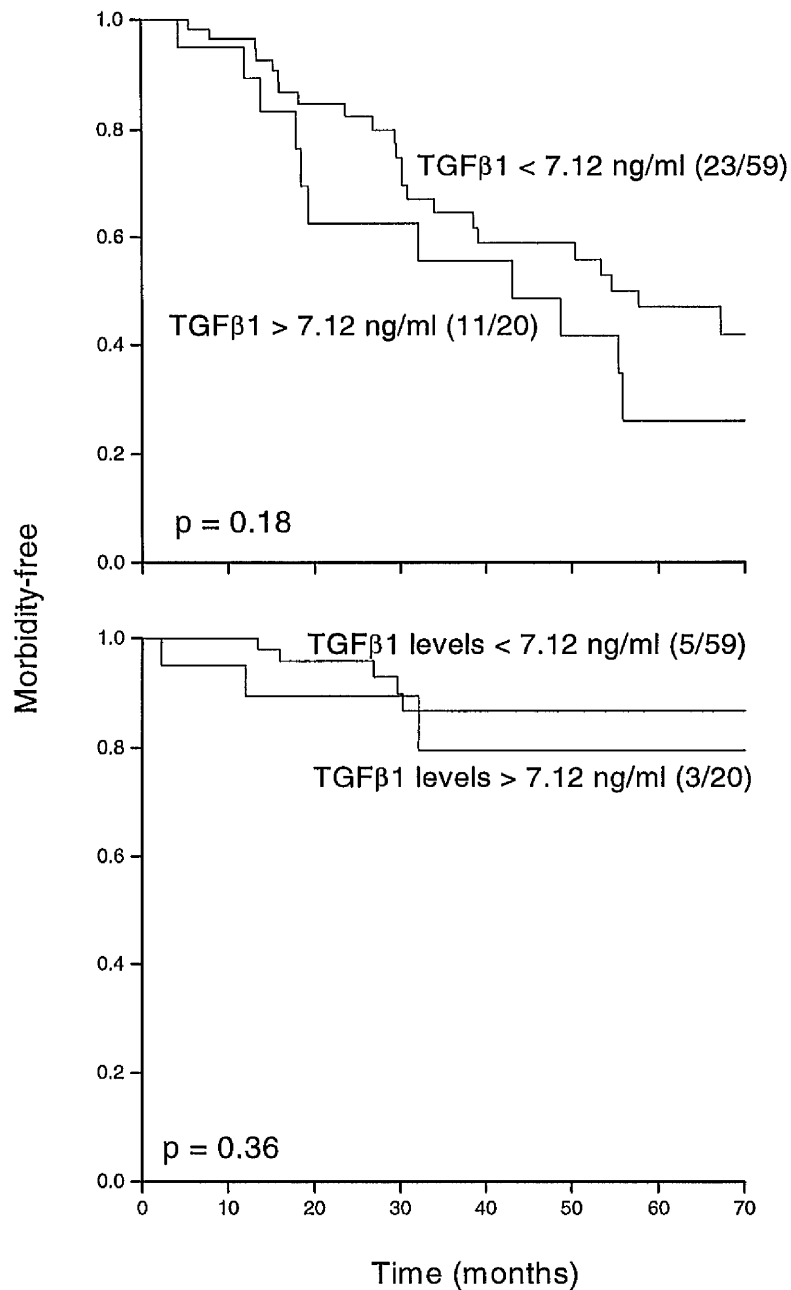 1.0
0.8
0.6
0.4
0.2
0.0
TGFβ1 < 7.12 ng/ml (23/59)
TGFβ1 > 7.12 ng/ml (11/20)
p = 0.18
Morbidity-free
1.0
0.8
0.6
0.4
0.2
0.0
TGFβ1 levels < 7.12 ng/ml (5/59)
TGFβ1 levels > 7.12 ng/ml (3/20)
p = 0.36
0 10 20 30 40 50 60 70
Time (months)